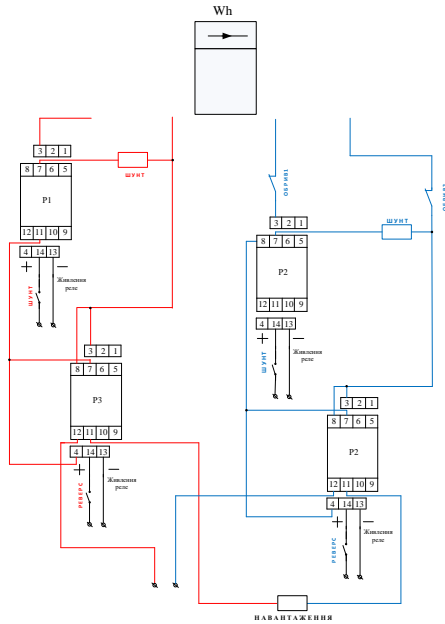 Wh
3 2 1
8 7 6 5
ШУНТ
P1
12 11 10 9
4 14 13
+ −
Живлення
реле
ШУНТ
ОБРИВ1
3 2 1
ШУНТ
8 7 6 5
P2
12 11 10 9
4 14 13
+ −
Живлення
реле
ШУНТ
3 2 1
8 7 6 5
P3
12 11 10 9
4 14 13
+ −
Живлення
реле
РЕВЕРС
3 2 1
8 7 6 5
P2
12 11 10 9
4 14 13
+ −
Живлення
реле
РЕВЕРС
НАВАНТАЖЕННЯ